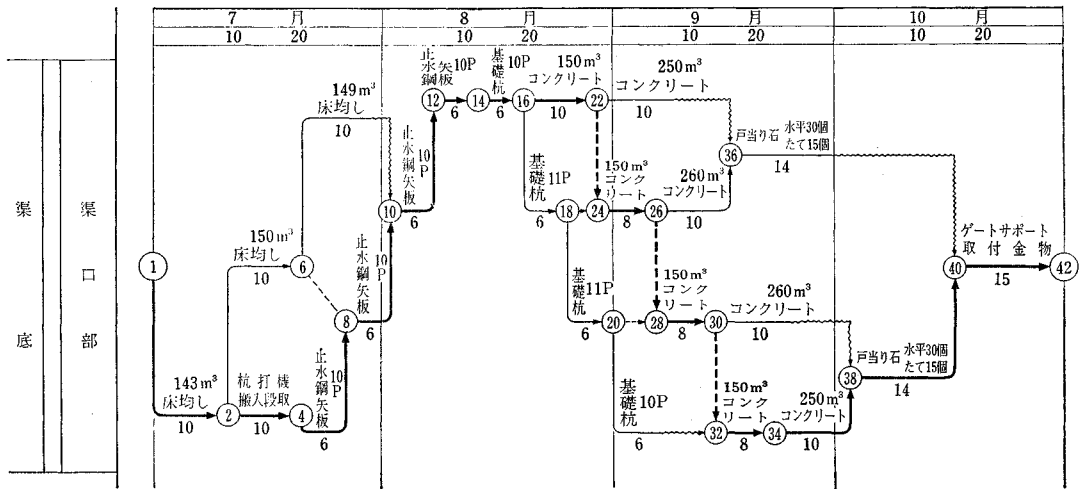 7月 8月 9月 10月
10 20 10 20 10 20 10 20
渠底
渠口部
①
143m³
床均し
10
②
杭打機
搬入段取
10
④
止水鋼矢板
10P
6
150m³
床均し
10
⑥
149m³
床均し
10
⑧
止水鋼矢板
10P
6
⑩
止水鋼矢板
10P
6
⑫
止水鋼矢板10P
6
⑭
基礎杭
10P
6
⑯
150m³
コンクリート
10
㉒
250m³
コンクリート
10
基礎杭
11P
6
⑱
㉔
150m³
コンクリート
8
㉖
260m³
コンクリート
10
㊱
戸当り石
水平30個
たて15個
14
基礎杭
11P
6
⑳
㉘
150m³
コンクリート
8
㉚
260m³
コンクリート
10
基礎杭
10P
6
㉜
150m³
コンクリート
8
㉞
250m³
コンクリート
10
㊳
戸当り石
水平30個
たて15個
14
㊵
ゲートサポート
取付金物
15
㊷